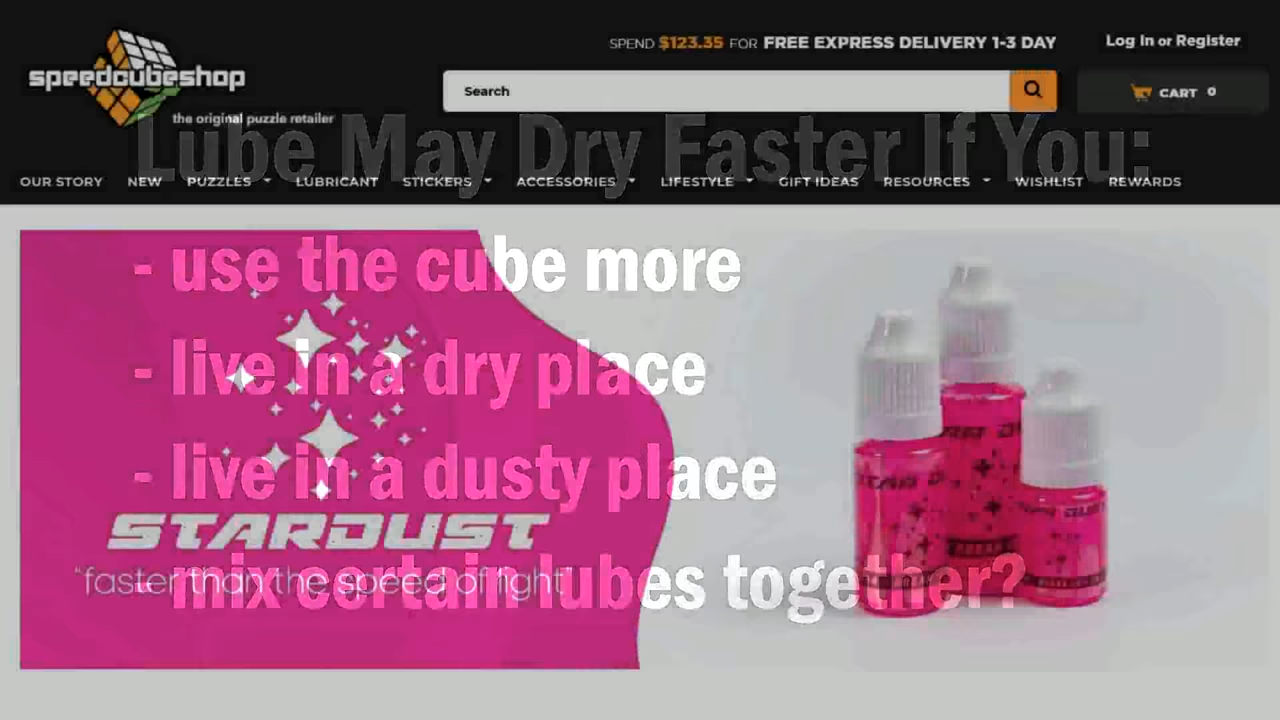 speedcubeshop
the original puzzle retailer
SPEND $123.35 FOR FREE EXPRESS DELIVERY 1-3 DAY
Log In or Register
Search
CART 0
Lube May Dry Faster If You:
OUR STORY NEW PUZZLES LUBRICANT STICKERS ACCESSORIES LIFESTYLE GIFT IDEAS RESOURCES WISHLIST REWARDS
- use the cube more
- live in a dry place
- live in a dusty place
STARDUST
"faster than the speed of light"
- mix certain lubes together?